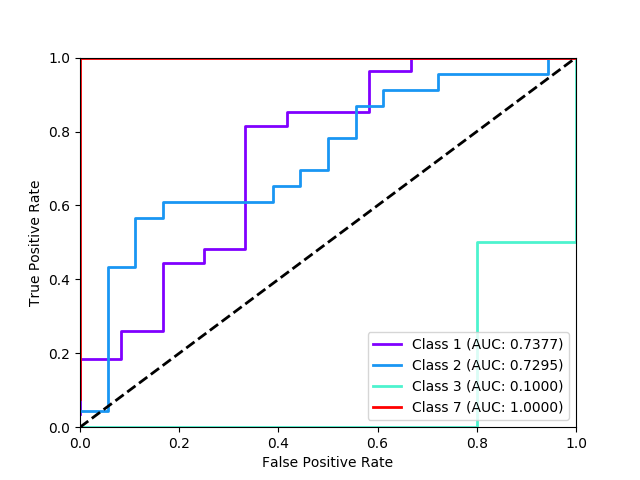 1.0
0.8
0.6
0.4
0.2
0.0
True Positive Rate
Class 1 (AUC: 0.7377)
Class 2 (AUC: 0.7295)
Class 3 (AUC: 0.1000)
Class 7 (AUC: 1.0000)
0.0 0.2 0.4 0.6 0.8 1.0
False Positive Rate